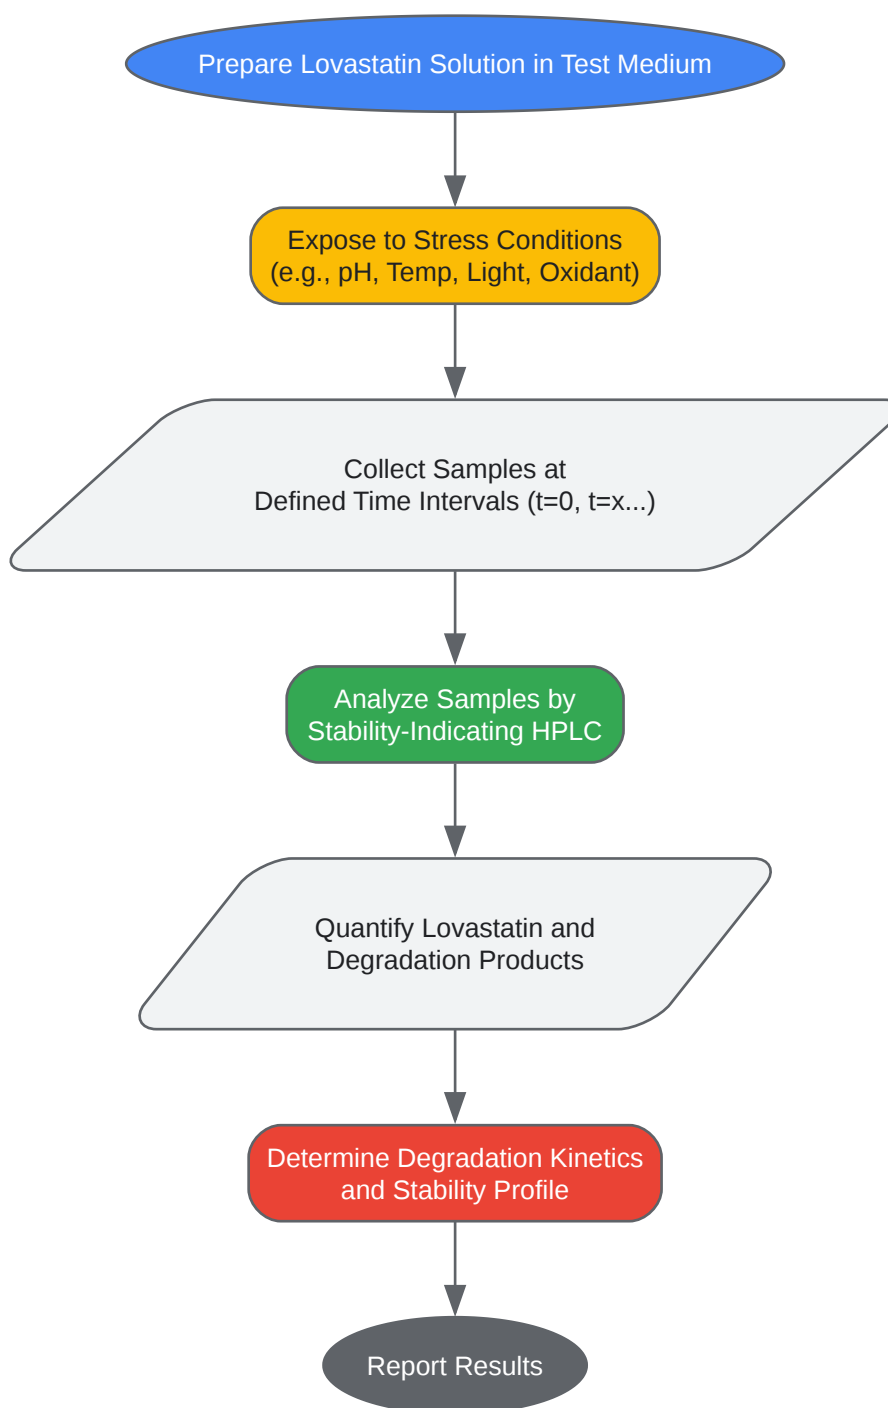 Prepare Lovastatin Solution in Test Medium
Expose to Stress Conditions
(e.g., pH, Temp, Light, Oxidant)
Collect Samples at
Defined Time Intervals (t=0, t=x...)
Analyze Samples by
Stability-Indicating HPLC
Quantify Lovastatin and
Degradation Products
Determine Degradation Kinetics
and Stability Profile
Report Results